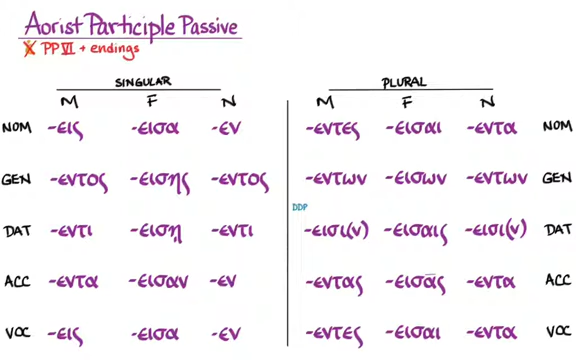 Aorist Participle Passive
X PP VI + endings
SINGULAR PLURAL
M F N M F N
NOM -εις -εισα -εν -εντες -εισαι -εντα NOM
GEN -εντος -εισης -εντος -εντων -εισων -εντων GEN
DDP
DAT -εντι -εισῃ -εντι -εισι(ν) -εισαις -εισι(ν) DAT
ACC -εντα -εισαν -εν -εντας -εισᾱς -εντα ACC
VOC -εις -εισα -εν -εντες -εισαι -εντα VOC